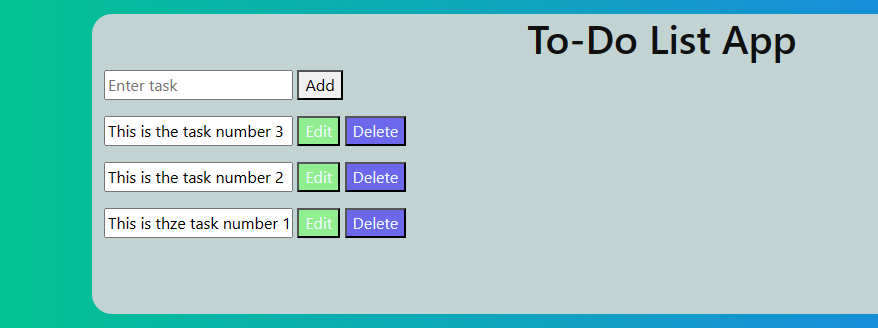 To-Do List App
Enter task Add
This is the task number 3 Edit Delete
This is the task number 2 Edit Delete
This is thze task number 1 Edit Delete